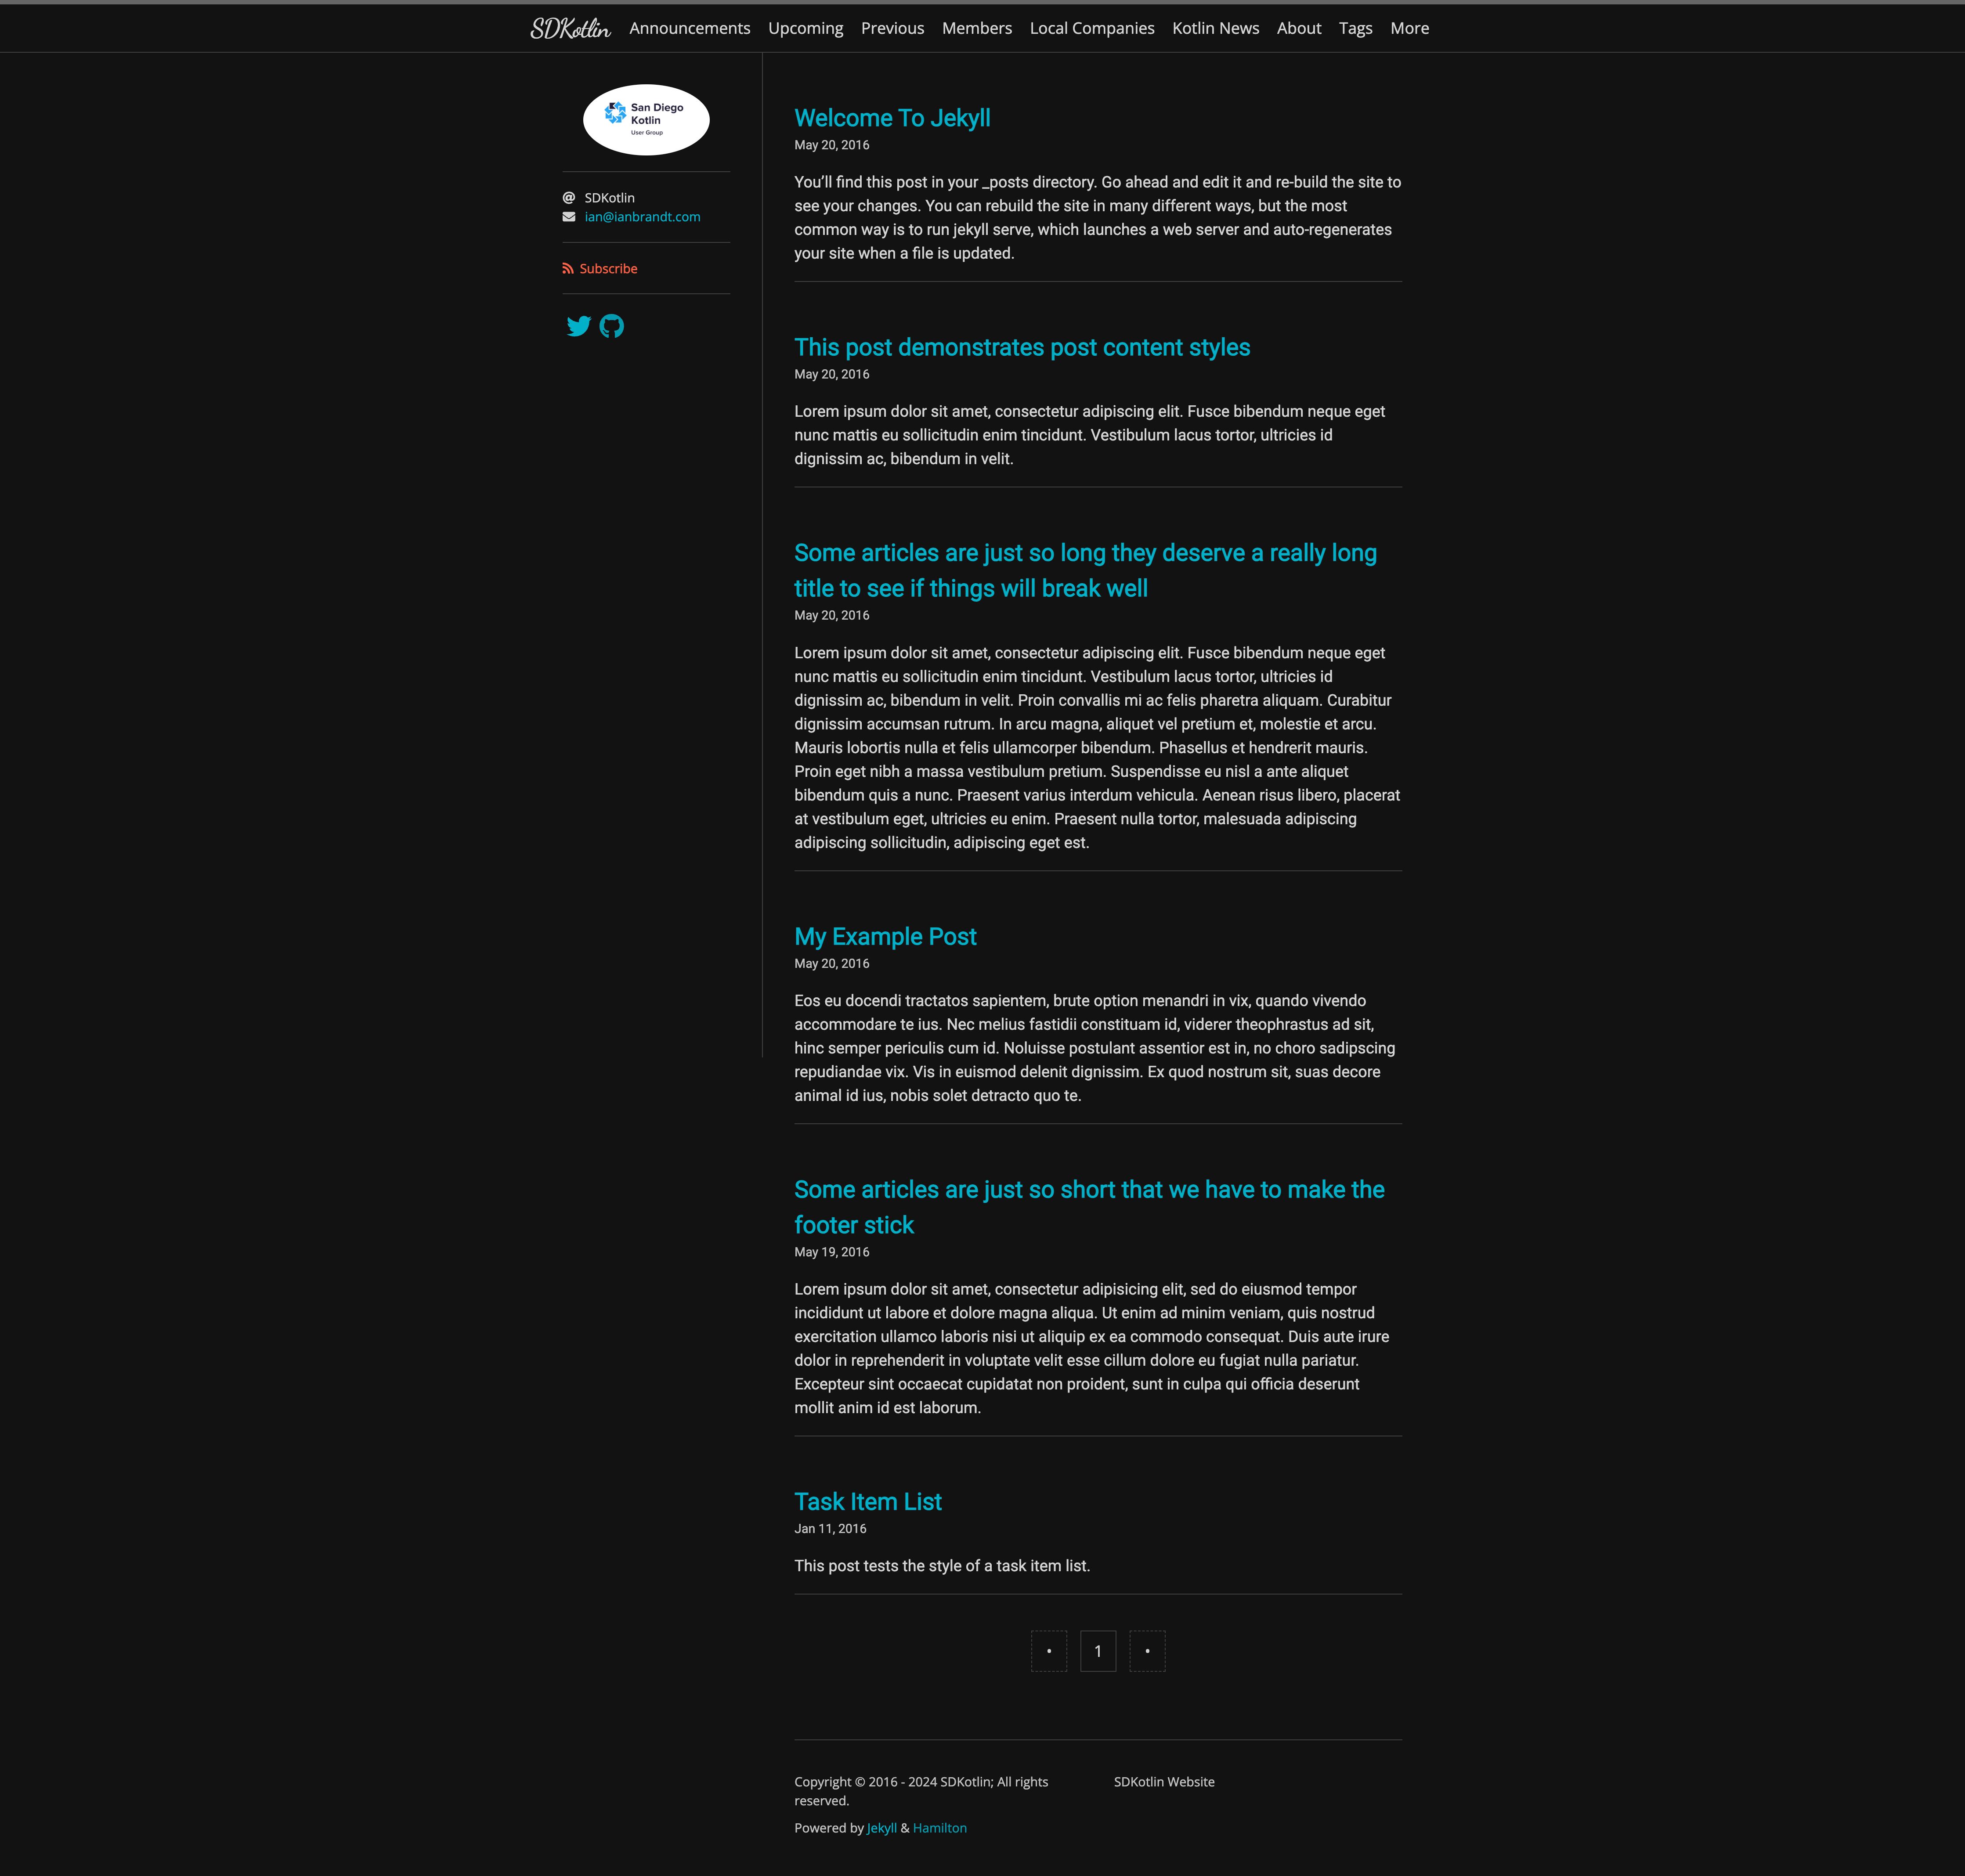 SDKotlin Announcements Upcoming Previous Members Local Companies Kotlin News About Tags More
San Diego
Kotlin
User Group
SDKotlin
ian@ianbrandt.com
Subscribe
Welcome To Jekyll
May 20, 2016
You’ll find this post in your _posts directory. Go ahead and edit it and re-build the site to
see your changes. You can rebuild the site in many different ways, but the most
common way is to run jekyll serve, which launches a web server and auto-regenerates
your site when a file is updated.
This post demonstrates post content styles
May 20, 2016
Lorem ipsum dolor sit amet, consectetur adipiscing elit. Fusce bibendum neque eget
nunc mattis eu sollicitudin enim tincidunt. Vestibulum lacus tortor, ultricies id
dignissim ac, bibendum in velit.
Some articles are just so long they deserve a really long
title to see if things will break well
May 20, 2016
Lorem ipsum dolor sit amet, consectetur adipiscing elit. Fusce bibendum neque eget
nunc mattis eu sollicitudin enim tincidunt. Vestibulum lacus tortor, ultricies id
dignissim ac, bibendum in velit. Proin convallis mi ac felis pharetra aliquam. Curabitur
dignissim accumsan rutrum. In arcu magna, aliquet vel pretium et, molestie et arcu.
Mauris lobortis nulla et felis ullamcorper bibendum. Phasellus et hendrerit mauris.
Proin eget nibh a massa vestibulum pretium. Suspendisse eu nisl a ante aliquet
bibendum quis a nunc. Praesent varius interdum vehicula. Aenean risus libero, placerat
at vestibulum eget, ultricies eu enim. Praesent nulla tortor, malesuada adipiscing
adipiscing sollicitudin, adipiscing eget est.
My Example Post
May 20, 2016
Eos eu docendi tractatos sapientem, brute option menandri in vix, quando vivendo
accommodare te ius. Nec melius fastidii constituam id, viderer theophrastus ad sit,
hinc semper periculis cum id. Noluisse postulant assentior est in, no choro sadipscing
repudiandae vix. Vis in euismod delenit dignissim. Ex quod nostrum sit, suas decore
animal id ius, nobis solet detracto quo te.
Some articles are just so short that we have to make the
footer stick
May 19, 2016
Lorem ipsum dolor sit amet, consectetur adipisicing elit, sed do eiusmod tempor
incididunt ut labore et dolore magna aliqua. Ut enim ad minim veniam, quis nostrud
exercitation ullamco laboris nisi ut aliquip ex ea commodo consequat. Duis aute irure
dolor in reprehenderit in voluptate velit esse cillum dolore eu fugiat nulla pariatur.
Excepteur sint occaecat cupidatat non proident, sunt in culpa qui officia deserunt
mollit anim id est laborum.
Task Item List
Jan 11, 2016
This post tests the style of a task item list.
• 1 •
Copyright © 2016 - 2024 SDKotlin; All rights
reserved.
Powered by Jekyll & Hamilton
SDKotlin Website